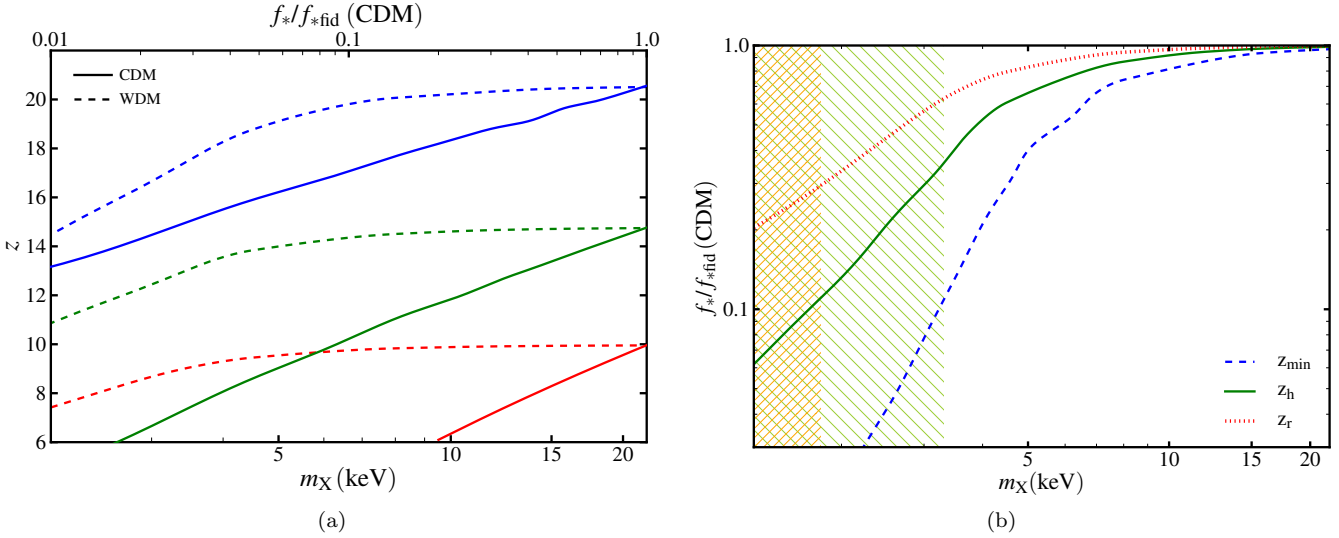 f*/f*fid (CDM)
0.01 0.1 1.0
CDM
WDM
20
18
16
14
12
10
8
6
z
5 10 15 20
mX (keV)
(a)
1.0
0.1
f*/f*fid (CDM)
zmin
zh
zr
5 10 15 20
mX (keV)
(b)